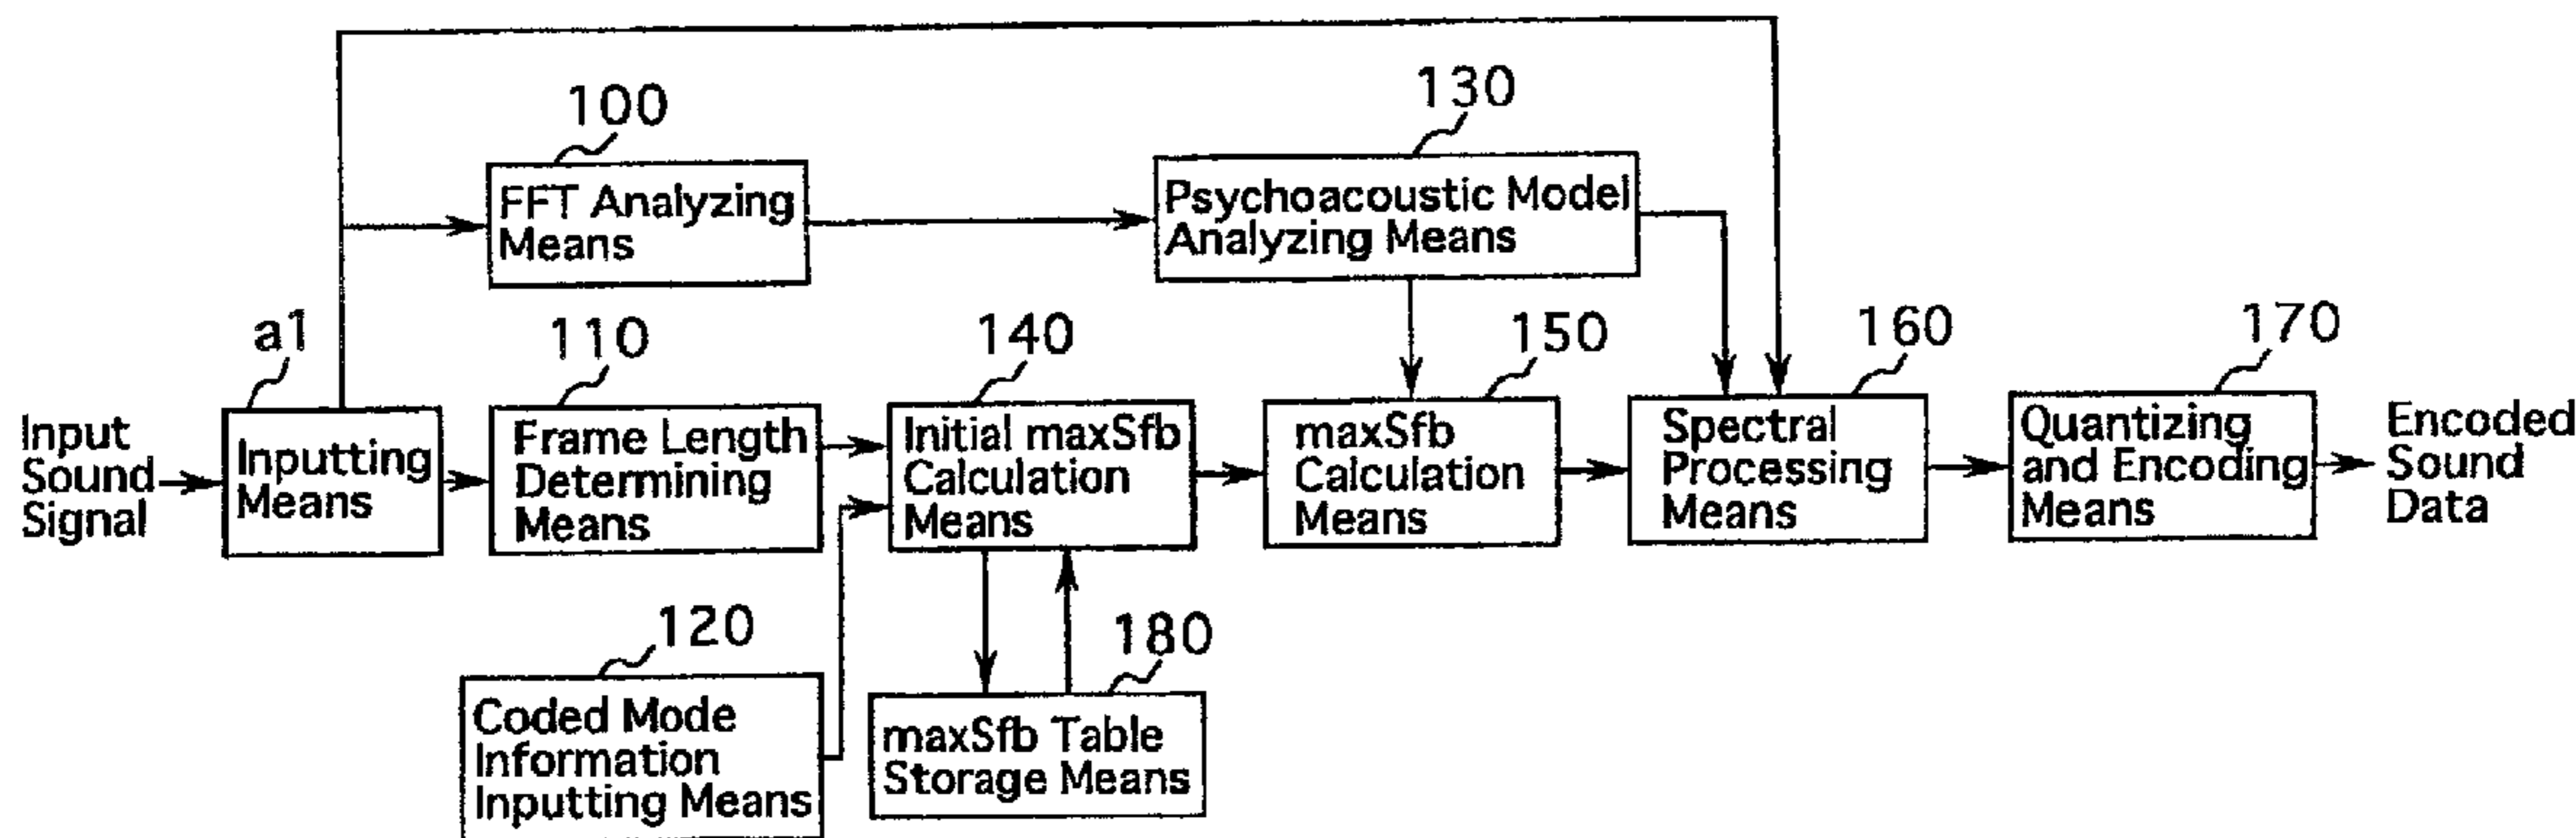 100
130
FFT Analyzing
Means
Psychoacoustic Model
Analyzing Means
a1
110
140
150
160
170
Input
Sound
Signal
Inputting
Means
Frame Length
Determining
Means
Initial maxSfb
Calculation
Means
maxSfb
Calculation
Means
Spectral
Processing
Means
Quantizing
and Encoding
Means
Encoded
Sound
Data
120
180
Coded Mode
Information
Inputting Means
maxSfb Table
Storage Means